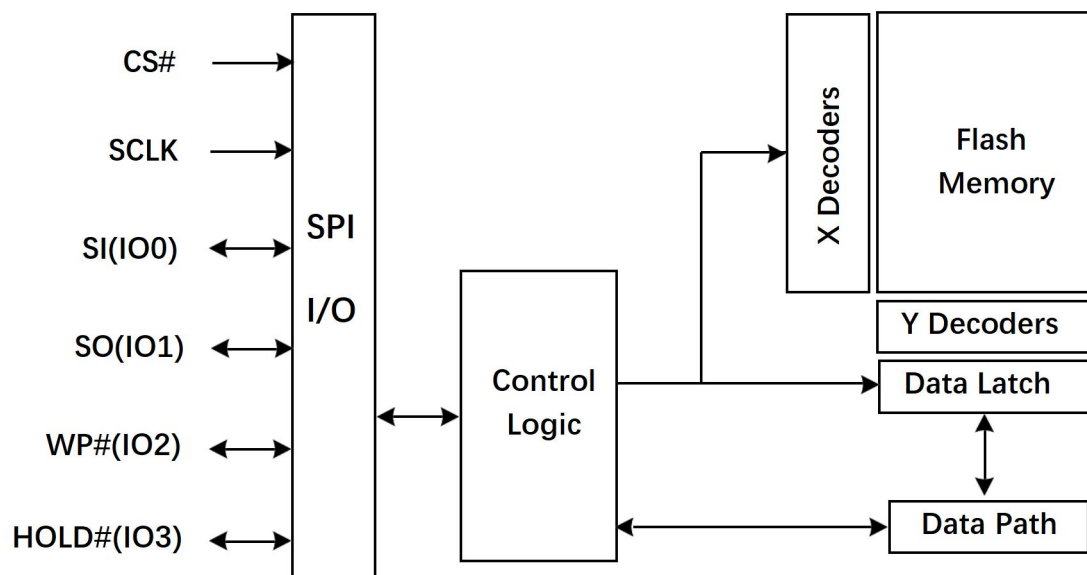 CS#
SCLK
SI(IO0)
SO(IO1)
WP#(IO2)
HOLD#(IO3)
SPI
I/O
Control
Logic
X Decoders
Flash
Memory
Y Decoders
Data Latch
Data Path